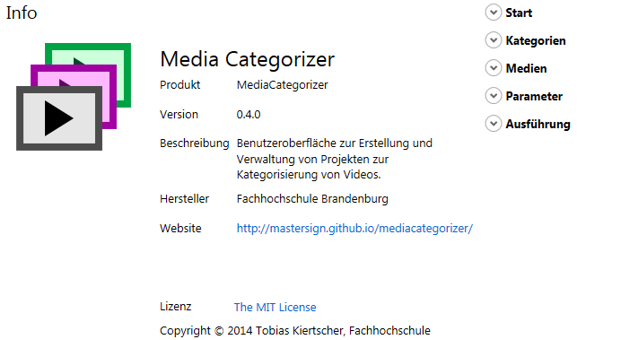 Info
Media Categorizer
Produkt MediaCategorizer
Version 0.4.0
Beschreibung Benutzeroberfläche zur Erstellung und
Verwaltung von Projekten zur
Kategorisierung von Videos.
Hersteller Fachhochschule Brandenburg
Website http://mastersign.github.io/mediacategorizer/
Lizenz The MIT License
Copyright © 2014 Tobias Kiertscher, Fachhochschule
Start
Kategorien
Medien
Parameter
Ausführung